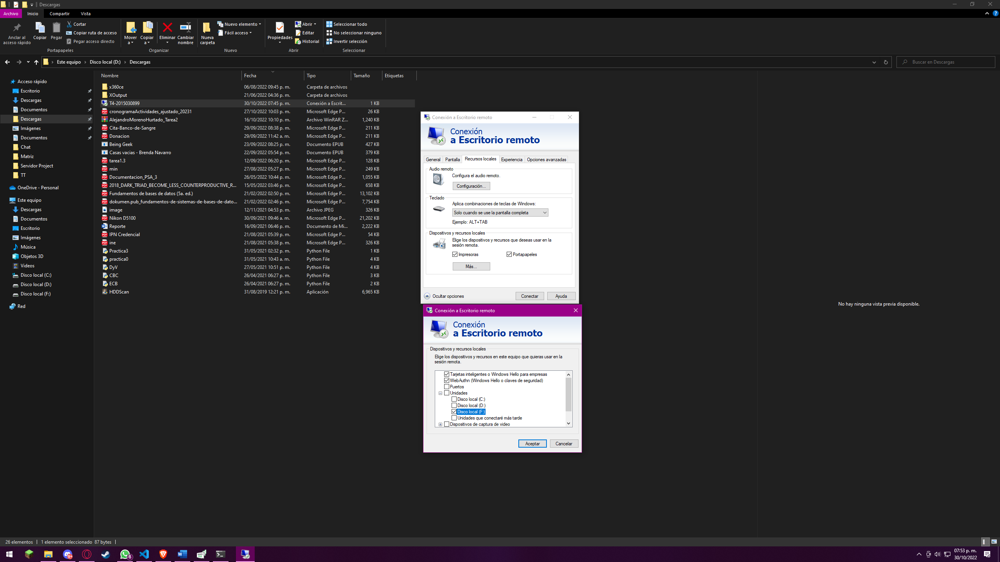 Descargas
Archivo Inicio Compartir Vista
Anclar al acceso rápido
Copiar
Pegar
Cortar
Copiar ruta de acceso
Pegar acceso directo
Portapapeles
Mover a
Copiar a
Eliminar
Cambiar nombre
Organizar
Nueva carpeta
Nuevo elemento
Fácil acceso
Nuevo
Propiedades
Abrir
Editar
Historial
Abrir
Seleccionar todo
No seleccionar ninguno
Invertir selección
Seleccionar
Este equipo > Disco local (D:) > Descargas
Buscar en Descargas
Acceso rápido
Escritorio
Descargas
Documentos
Descargas
Imágenes
Documentos
Chat
Matriz
Servidor Project
TT
OneDrive - Personal
Este equipo
Descargas
Documentos
Escritorio
Imágenes
Música
Objetos 3D
Videos
Disco local (C:)
Disco local (D:)
Disco local (F:)
Red
Nombre Fecha Tipo Tamaño Etiquetas
x360ce 06/08/2022 09:45 p. m. Carpeta de archivos
XOutput 21/06/2022 04:36 p. m. Carpeta de archivos
T4-2015030899 30/10/2022 07:45 p. m. Conexión a Escrit... 1 KB
cronogramaActividades_ajustado_20231 27/10/2022 10:03 p. m. Microsoft Edge P... 26 KB
AlejandroMorenoHurtado_Tarea2 16/10/2022 10:10 p. m. Archivo WinRAR Z... 1,240 KB
Cita-Banco-de-Sangre 29/09/2022 08:38 p. m. Microsoft Edge P... 211 KB
Donacion 29/09/2022 11:42 a. m. Microsoft Edge P... 211 KB
Being Geek 23/09/2022 08:25 p. m. Documento EPUB 427 KB
Casas vacias - Brenda Navarro 22/09/2022 05:54 p. m. Documento EPUB 379 KB
tarea1.3 12/09/2022 06:20 p. m. Microsoft Edge P... 128 KB
min 27/08/2022 05:27 p. m. Microsoft Edge P... 249 KB
Documentacion_PSA_3 26/05/2022 10:44 p. m. Microsoft Edge P... 1,055 KB
2018_DARK_TRIAD_BECOME_LESS_COUNTERPRODUCTIVE_R... 15/05/2022 03:46 p. m. Microsoft Edge P... 658 KB
Fundamentos de bases de datos (5a. ed.) 21/02/2022 02:50 p. m. Microsoft Edge P... 13,102 KB
dokumen.pub_fundamentos-de-sistemas-de-bases-de-dato... 21/02/2022 02:46 p. m. Microsoft Edge P... 7,754 KB
image 12/11/2021 04:53 p. m. Archivo JPEG 326 KB
Nikon D5100 30/09/2021 09:46 a. m. Microsoft Edge P... 21,202 KB
Reporte 16/09/2021 06:46 p. m. Documento de Mi... 2,222 KB
IPN Credencial 21/08/2021 05:39 p. m. Microsoft Edge P... 54 KB
ine 21/08/2021 05:38 p. m. Microsoft Edge P... 326 KB
Practica3 31/05/2021 02:32 p. m. Python File 1 KB
practica0 31/05/2021 10:43 a. m. Python File 4 KB
DyV 27/05/2021 10:51 p. m. Python File 4 KB
CBC 26/04/2021 06:27 p. m. Python File 3 KB
ECB 26/04/2021 06:27 p. m. Python File 2 KB
HDDScan 31/08/2019 12:21 p. m. Aplicación 6,965 KB
Conexión a Escritorio remoto
Conexión
a Escritorio remoto
General Pantalla Recursos locales Experiencia Opciones avanzadas
Audio remoto
Configura el audio remoto.
Configuración...
Teclado
Aplica combinaciones de teclas de Windows:
Solo cuando se use la pantalla completa
Ejemplo: ALT+TAB
Dispositivos y recursos locales
Elige los dispositivos y recursos que deseas usar en la
sesión remota.
Impresoras Portapapeles
Más...
Ocultar opciones Conectar Ayuda
Conexión a Escritorio remoto
Conexión
a Escritorio remoto
Dispositivos y recursos locales
Elige los dispositivos y recursos en este equipo que quieras usar en la
sesión remota.
Tarjetas inteligentes o Windows Hello para empresas
WebAuthn (Windows Hello o claves de seguridad)
Puertos
Unidades
Disco local (C:)
Disco local (D:)
Disco local (F:)
Unidades que conectaré más tarde
Dispositivos de captura de video
Aceptar Cancelar
No hay ninguna vista previa disponible.
26 elementos 1 elemento seleccionado 87 bytes
9+
8
07:53 p. m.
30/10/2022